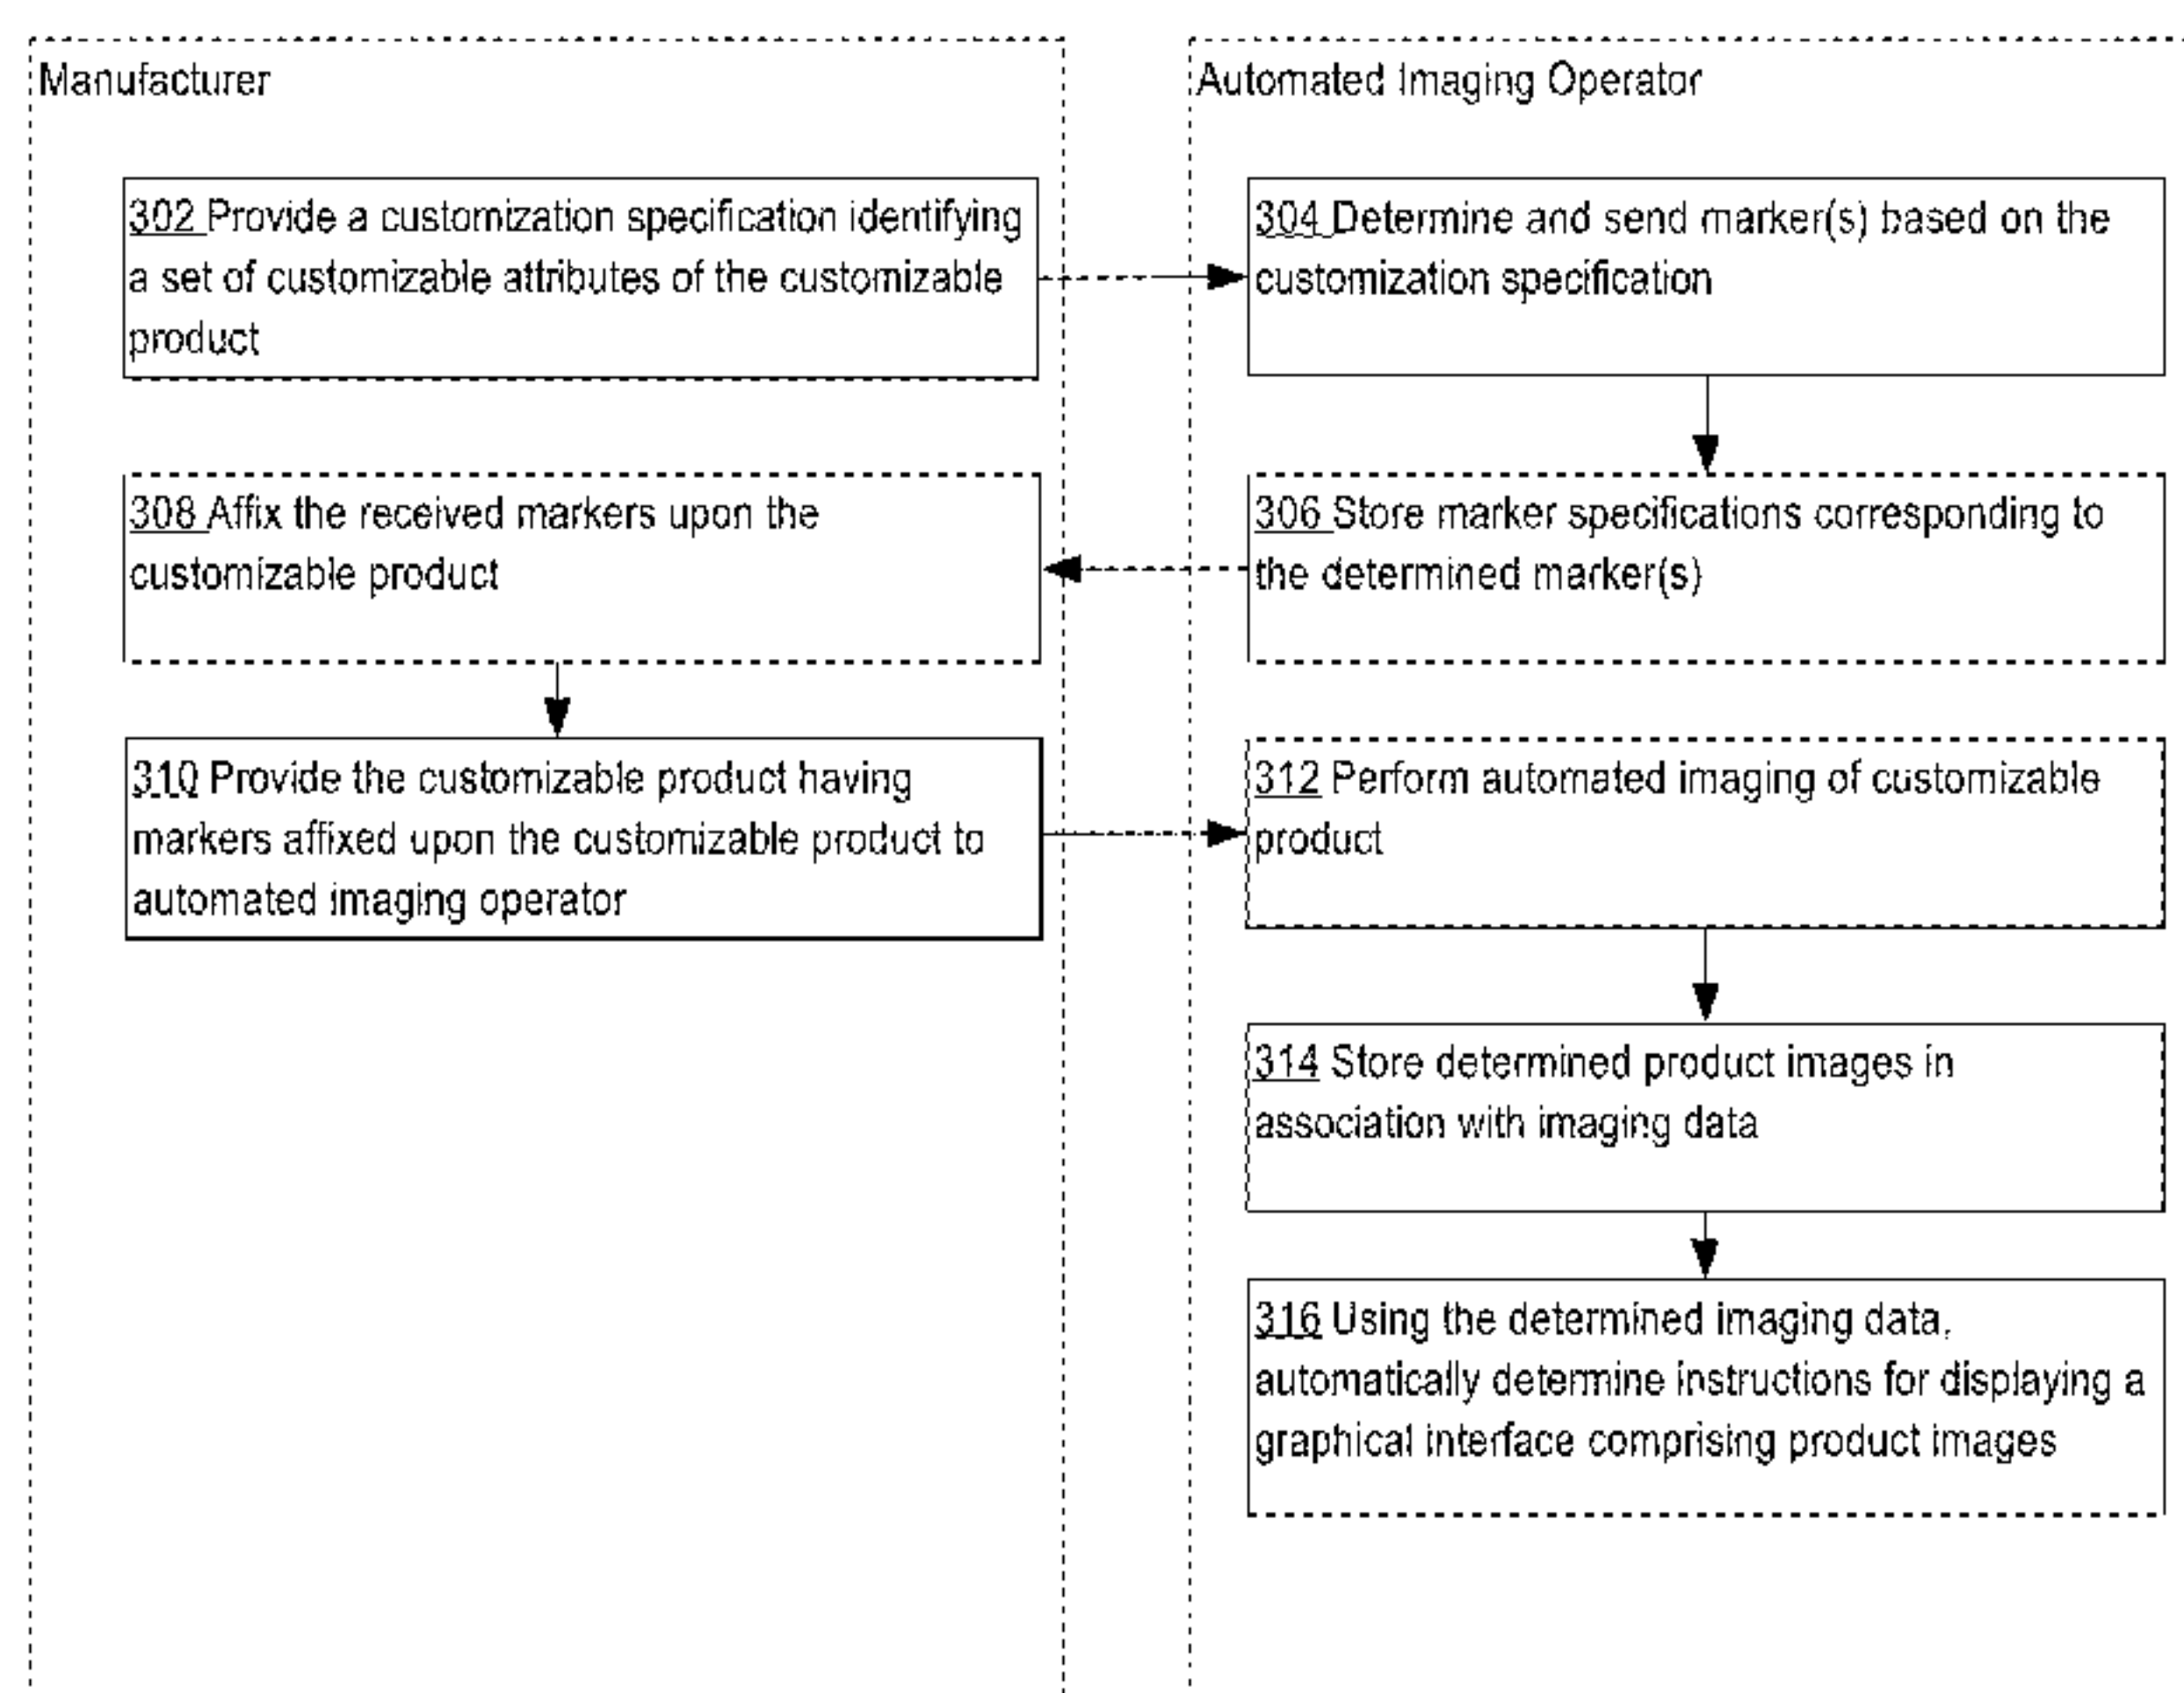 Manufacturer
Automated Imaging Operator
302 Provide a customization specification identifying
a set of customizable attributes of the customizable
product
304 Determine and send marker(s) based on the
customization specification
308 Affix the received markers upon the
customizable product
306 Store marker specifications corresponding to
the determined marker(s)
310 Provide the customizable product having
markers affixed upon the customizable product to
automated imaging operator
312 Perform automated imaging of customizable
product
314 Store determined product images in
association with imaging data
316 Using the determined imaging data,
automatically determine instructions for displaying a
graphical interface comprising product images